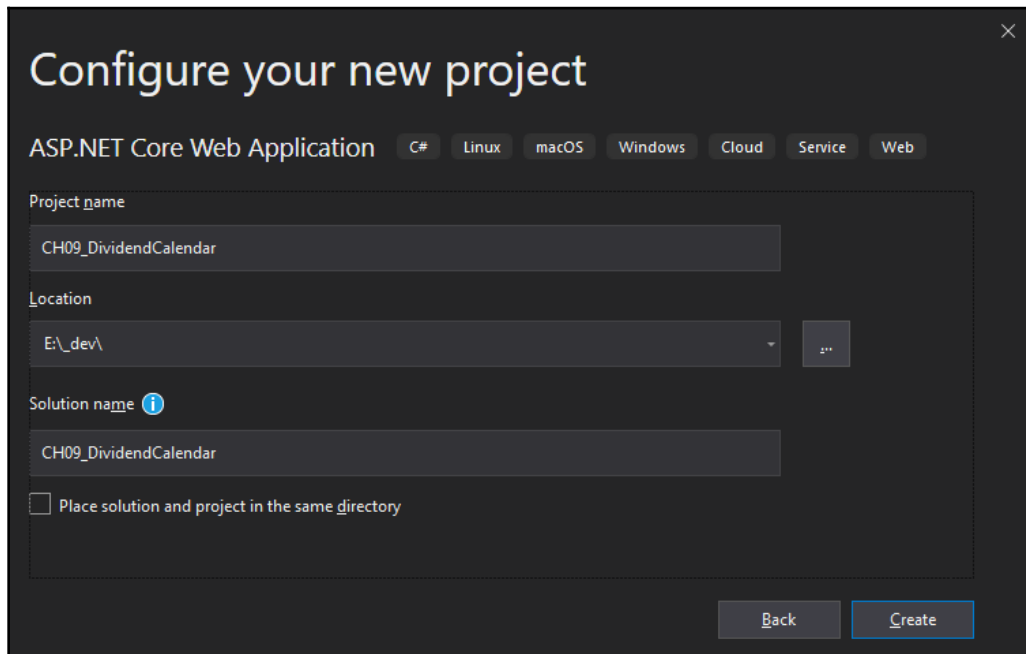 Configure your new project
ASP.NET Core Web Application C# Linux macOS Windows Cloud Service Web
Project name
CH09_DividendCalendar
Location
E:\_dev\
...
Solution name
CH09_DividendCalendar
Place solution and project in the same directory
Back Create